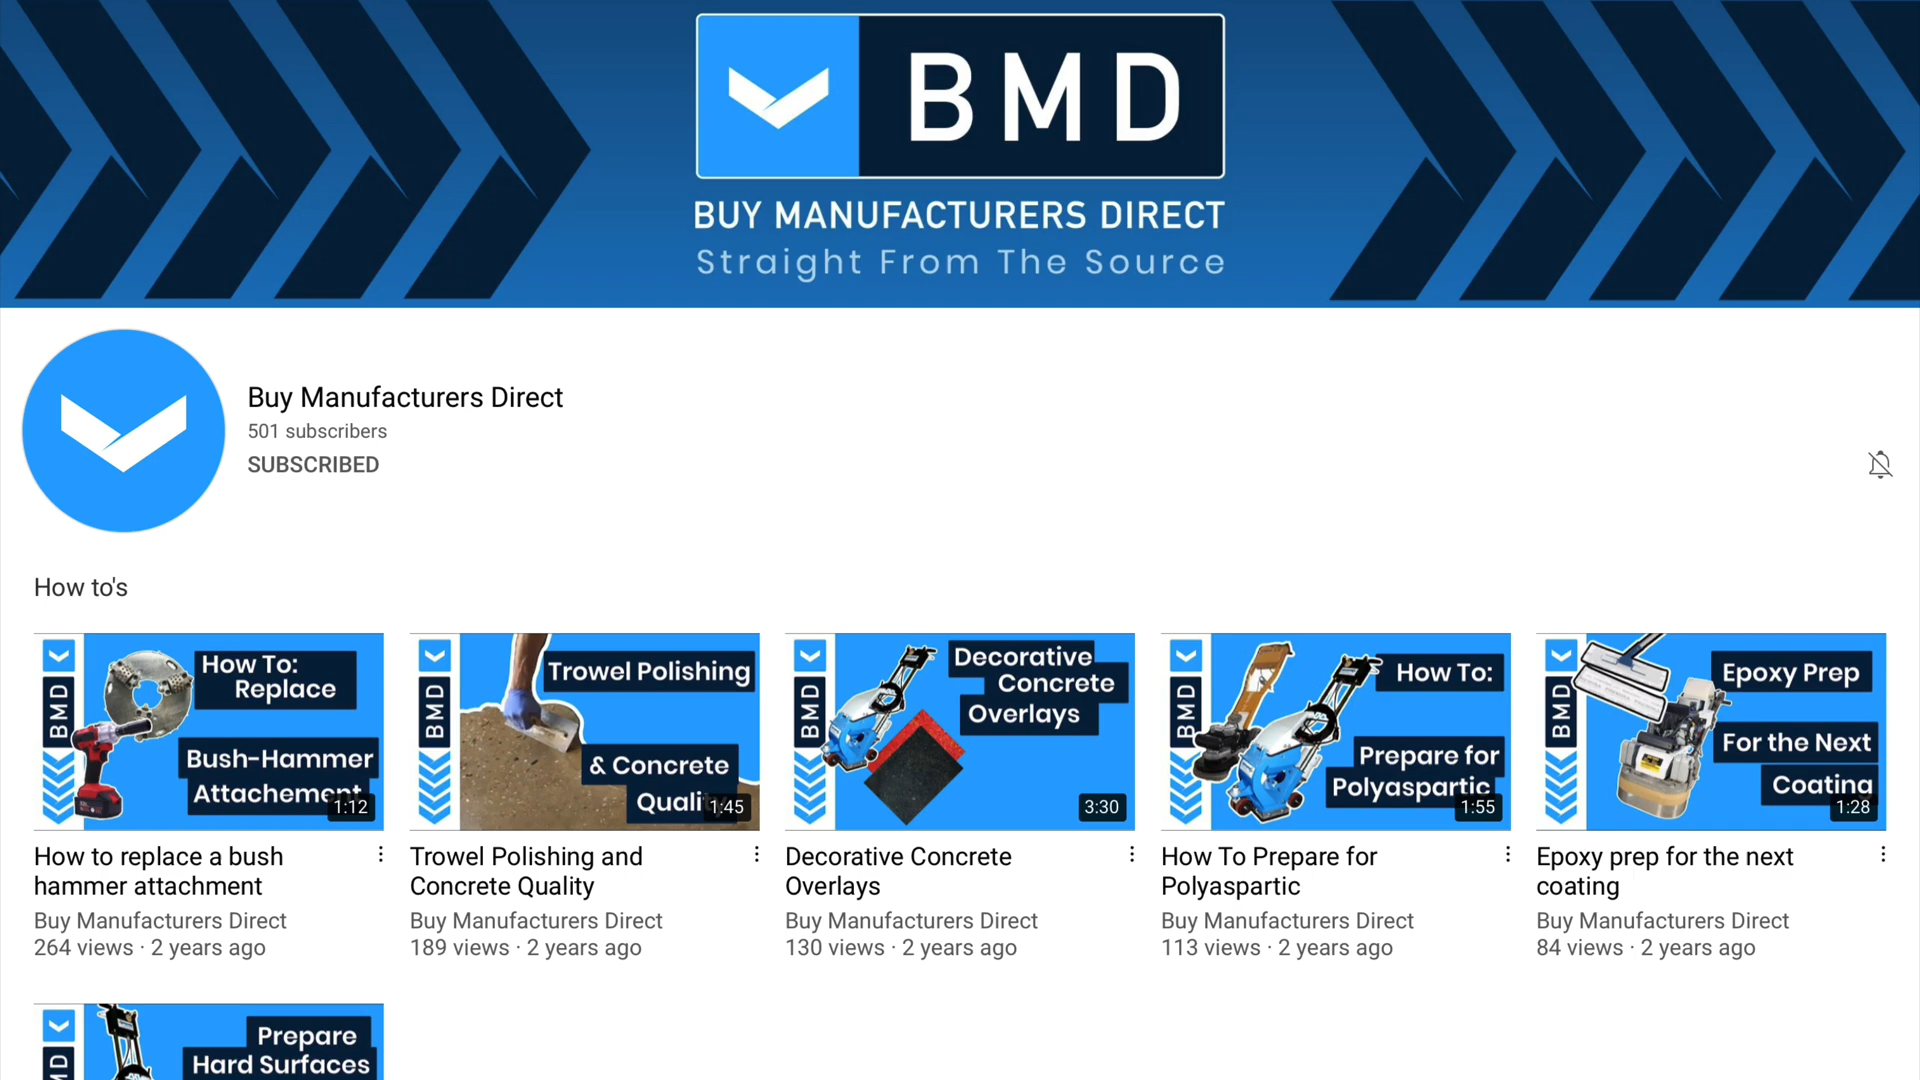 BMD
BUY MANUFACTURERS DIRECT
Straight From The Source
Buy Manufacturers Direct
501 subscribers
SUBSCRIBED
How to's
BMD
How To:
Replace
Bush-Hammer
Attachement
1:12
BMD
Trowel Polishing
& Concrete
Quali
1:45
BMD
Decorative
Concrete
Overlays
3:30
BMD
How To:
Prepare for
Polyaspartic
1:55
BMD
Epoxy Prep
For the Next
Coating
1:28
How to replace a bush
hammer attachment
Buy Manufacturers Direct
264 views · 2 years ago
Trowel Polishing and
Concrete Quality
Buy Manufacturers Direct
189 views · 2 years ago
Decorative Concrete
Overlays
Buy Manufacturers Direct
130 views · 2 years ago
How To Prepare for
Polyaspartic
Buy Manufacturers Direct
113 views · 2 years ago
Epoxy prep for the next
coating
Buy Manufacturers Direct
84 views · 2 years ago
Prepare
Hard Surfaces